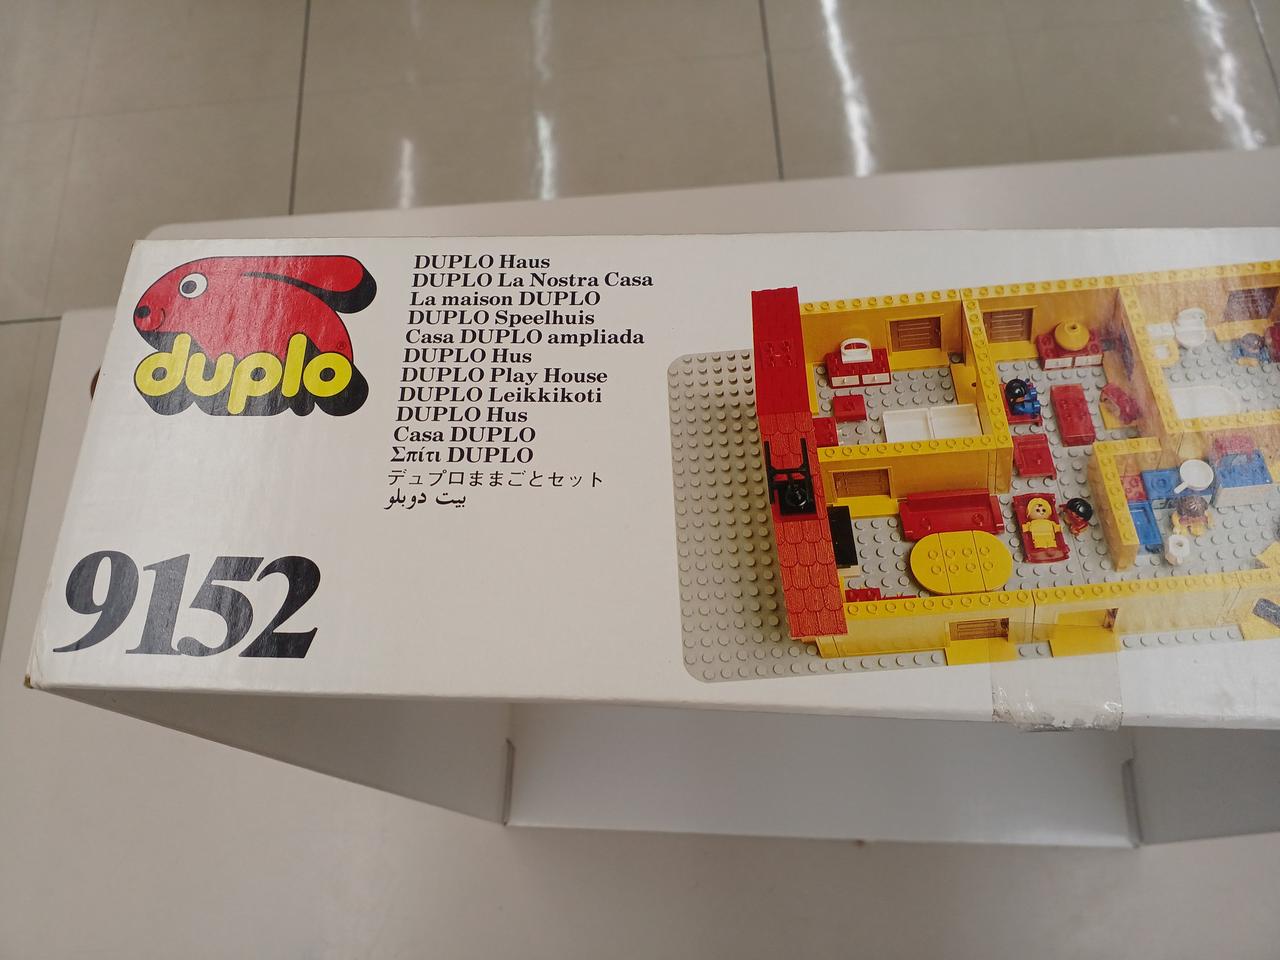 duplo
DUPLO Haus
DUPLO La Nostra Casa
La maison DUPLO
DUPLO Speelhuis
Casa DUPLO ampliada
DUPLO Hus
DUPLO Play House
DUPLO Leikkikoti
DUPLO Hus
Casa DUPLO
Σπίτι DUPLO
デュプロままごとセット
بيت دوبلو
9152